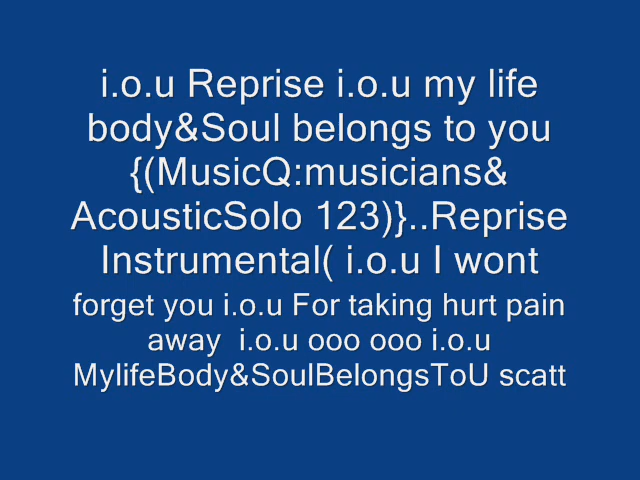 i.o.u Reprise i.o.u my life
body&Soul belongs to you
{(MusicQ:musicians&
AcousticSolo 123)}..Reprise
Instrumental( i.o.u I wont
forget you i.o.u For taking hurt pain
away  i.o.u ooo ooo i.o.u
MylifeBody&SoulBelongsToU scatt